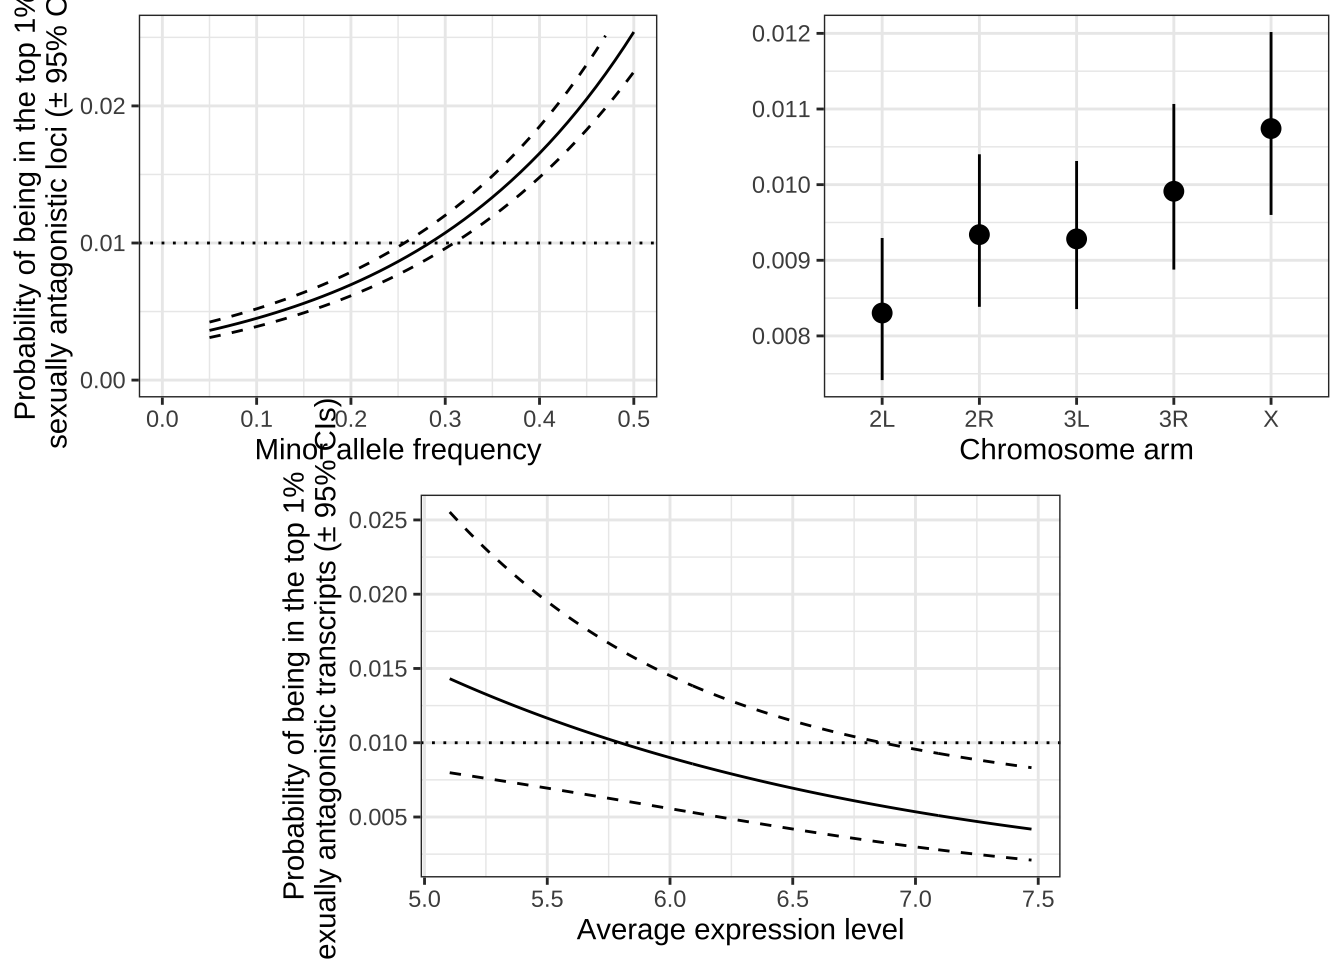 Probability of being in the top 1%
sexually antagonistic loci (± 95% C
0.02
0.01
0.00
0.0 0.1 0.2 0.3 0.4 0.5
Minor allele frequency
0.012
0.011
0.010
0.009
0.008
2L 2R 3L 3R X
Chromosome arm
Probability of being in the top 1%
exually antagonistic transcripts (± 95% CIs)
0.025
0.020
0.015
0.010
0.005
5.0 5.5 6.0 6.5 7.0 7.5
Average expression level